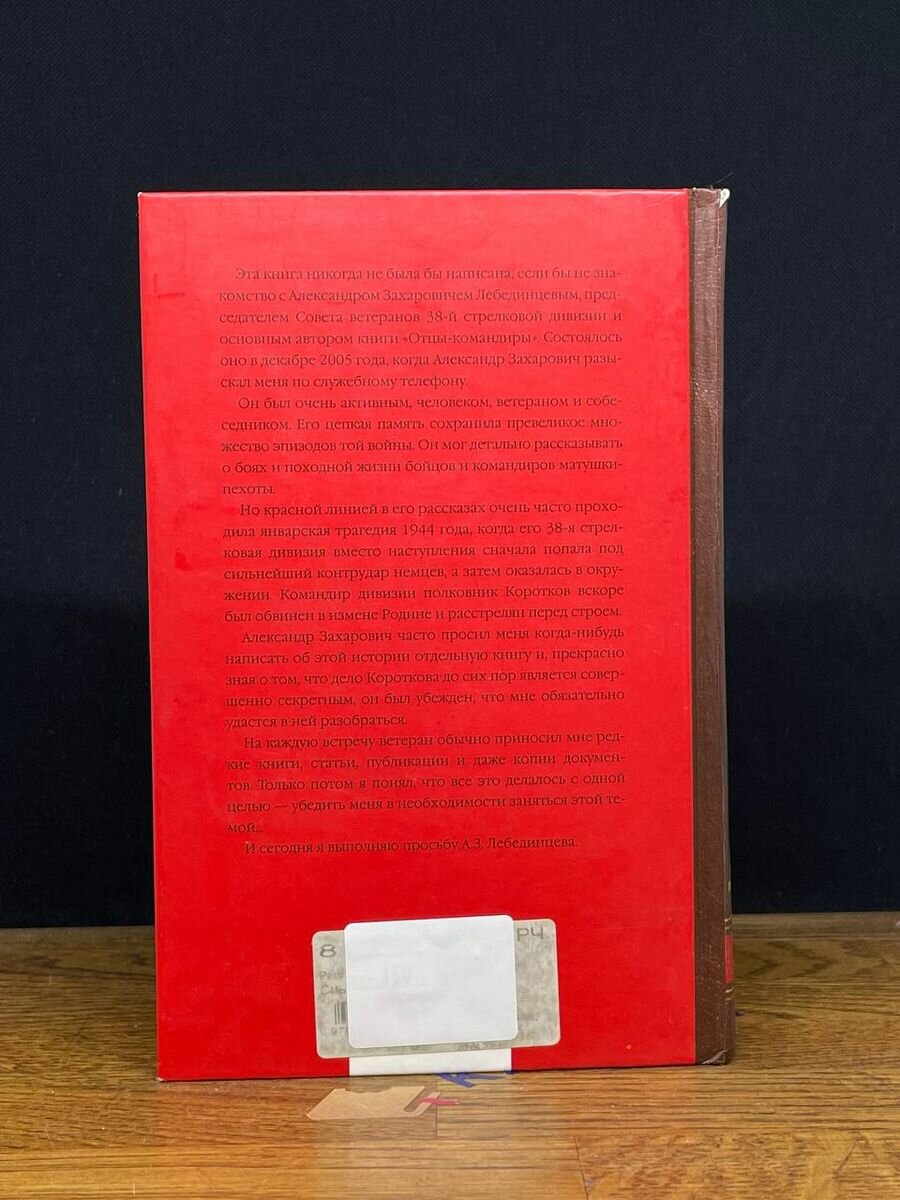 Эта книга никогда не была бы написана, если бы не зна-
комство с Александром Захаровичем Лебединцевым, пред-
седателем Совета ветеранов 38-й стрелковой дивизии и
основным автором книги «Отцы-командиры». Состоялось
оно в декабре 2005 года, когда Александр Захарович разы-
скал меня по служебному телефону.
Он был очень активным, человеком, ветераном и собе-
седником. Его цепкая память сохранила превеликое мно-
жество эпизодов той войны. Он мог детально рассказывать
о боях и походной жизни бойцов и командиров матушки-
пехоты.
Но красной линией в его рассказах очень часто прохо-
дила январская трагедия 1944 года, когда его 38-я стрел-
ковая дивизия вместо наступления сначала попала под
сильнейший контрудар немцев, а затем оказалась в окру-
жении. Командир дивизии полковник Коротков вскоре
был обвинен в измене Родине и расстрелян перед строем.
Александр Захарович часто просил меня когда-нибудь
написать об этой истории отдельную книгу и, прекрасно
зная о том, что дело Короткова до сих пор является совер-
шенно секретным, он был убежден, что мне обязательно
удастся в ней разобраться.
На каждую встречу ветеран обычно приносил мне ред-
кие книги, статьи, публикации и даже копии докумен-
тов. Только потом я понял, что все это делалось с одной
целью — убедить меня в необходимости заняться этой те-
мой...
И сегодня я выполняю просьбу А.З. Лебединцева.
8